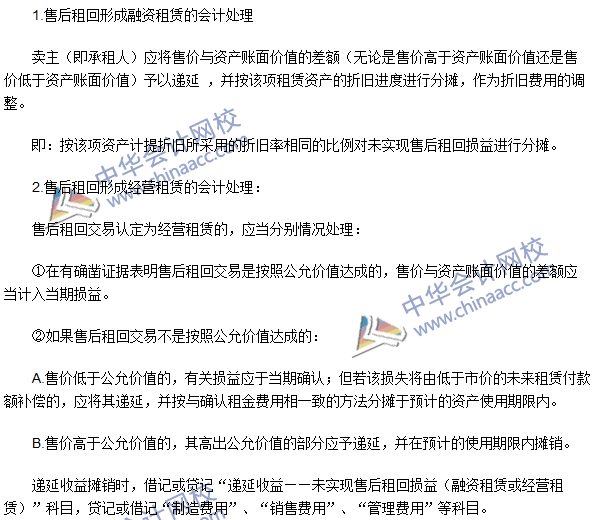 1.售后租回形成融资租赁的会计处理
卖主（即承租人）应将售价与资产账面价值的差额（无论是售价高于资产账面价值还是售
价低于资产账面价值）予以递延 ，并按该项租赁资产的折旧进度进行分摊，作为折旧费用的调
整。
即：按该项资产计提折旧所采用的折旧率相同的比例对未实现售后租回损益进行分摊。
中华会计网校
www.chinaacc.com
2.售后租回形成经营租赁的会计处理：
售后租回交易认定为经营租赁的，应当分别情况处理：
①在有确凿证据表明售后租回交易是按照公允价值达成的，售价与资产账面价值的差额应
当计入当期损益。
中华会计网校
www.chinaacc.com
②如果售后租回交易不是按照公允价值达成的：
A.售价低于公允价值的，有关损益应于当期确认；但若该损失将由低于市价的未来租赁付款
额补偿的，应将其递延，并按与确认租金费用相一致的方法分摊于预计的资产使用期限内。
B.售价高于公允价值的，其高出公允价值的部分应予递延，并在预计的使用期限内摊销。
递延收益摊销时，借记或贷记“递延收益——未实现售后租回损益（融资租赁或经营租
赁）”科目，贷记或借记“制造费用”、“销售费用”、“管理费用”等科目。